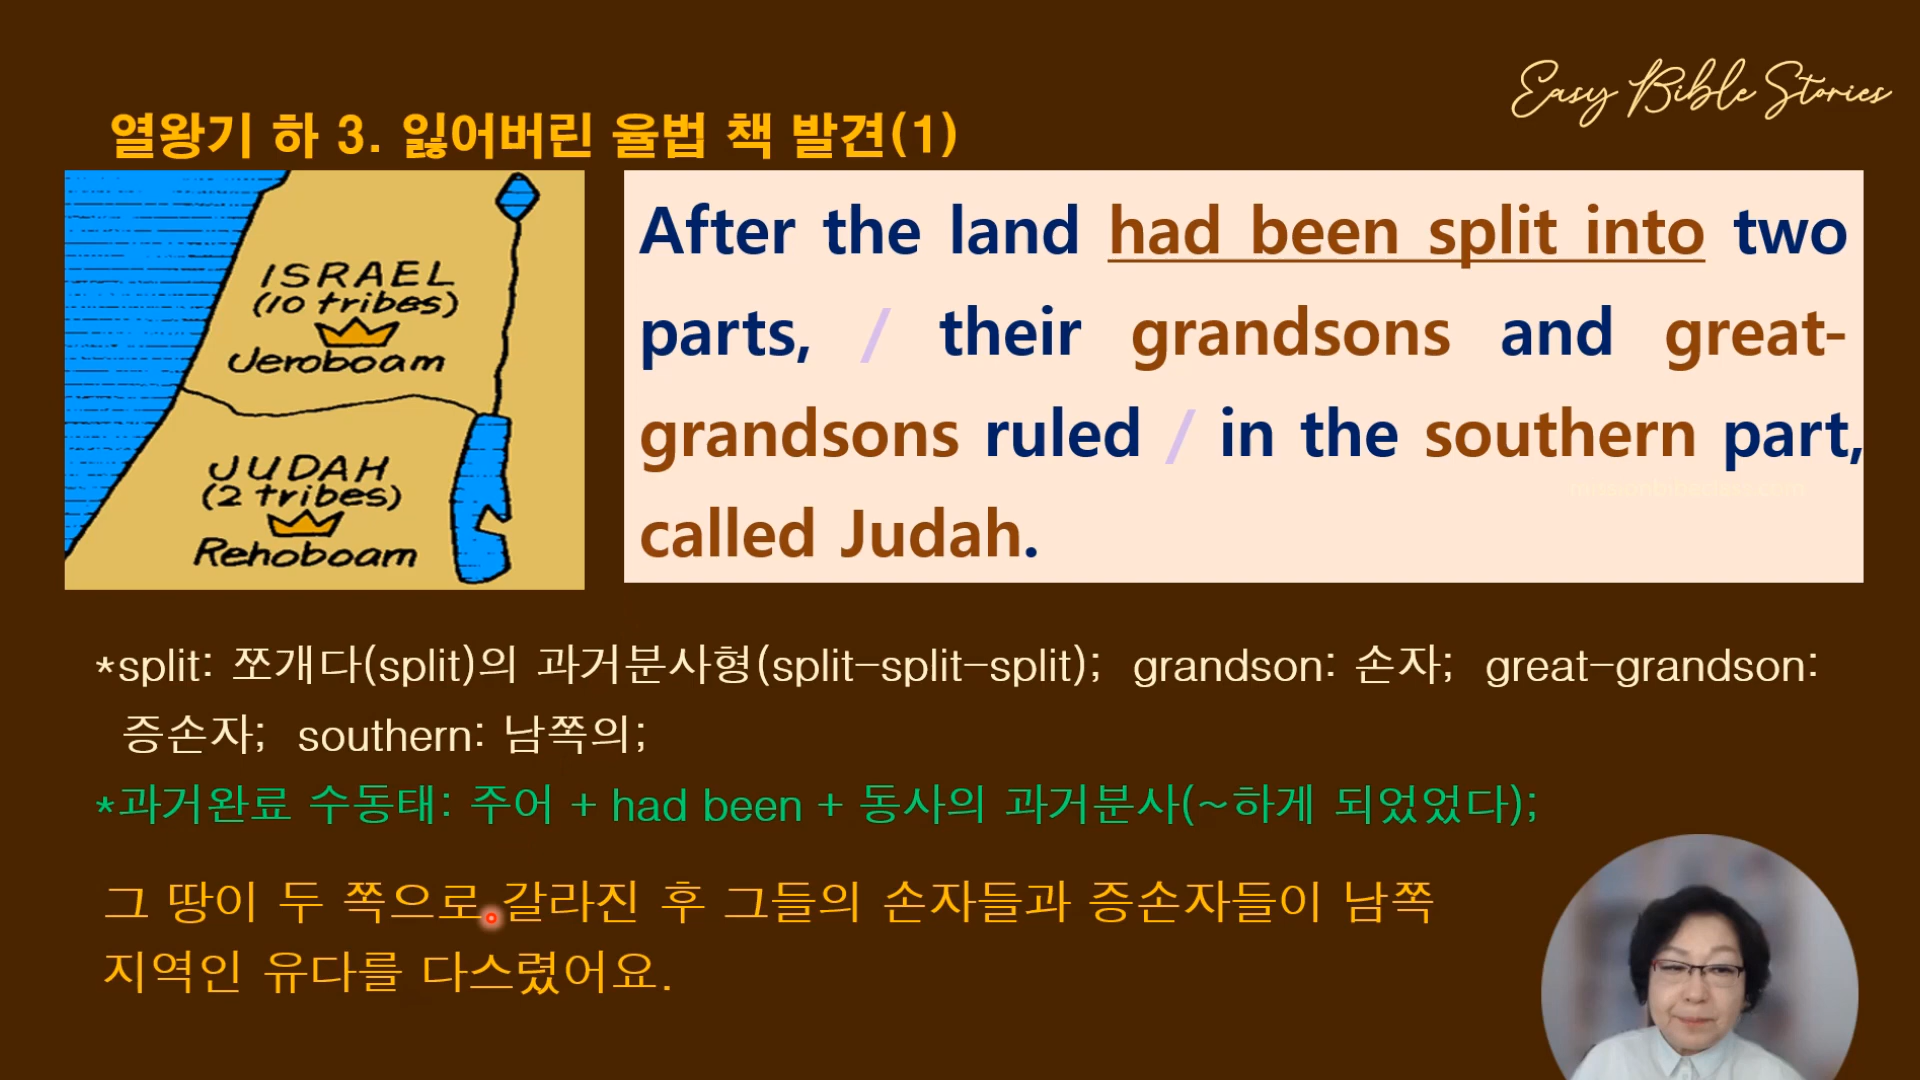 Easy Bible Stories
열왕기 하 3. 잃어버린 율법 책 발견(1)
ISRAEL
(10 tribes)
Jeroboam
JUDAH
(2 tribes)
Rehoboam
After the land had been split into two
parts, / their grandsons and great-
grandsons ruled / in the southern part,
called Judah.
*split: 쪼개다(split)의 과거분사형(split-split-split); grandson: 손자; great-grandson:
증손자; southern: 남쪽의;
*과거완료 수동태: 주어 + had been + 동사의 과거분사(~하게 되었었다);
그 땅이 두 쪽으로 갈라진 후 그들의 손자들과 증손자들이 남쪽
지역인 유다를 다스렸어요.